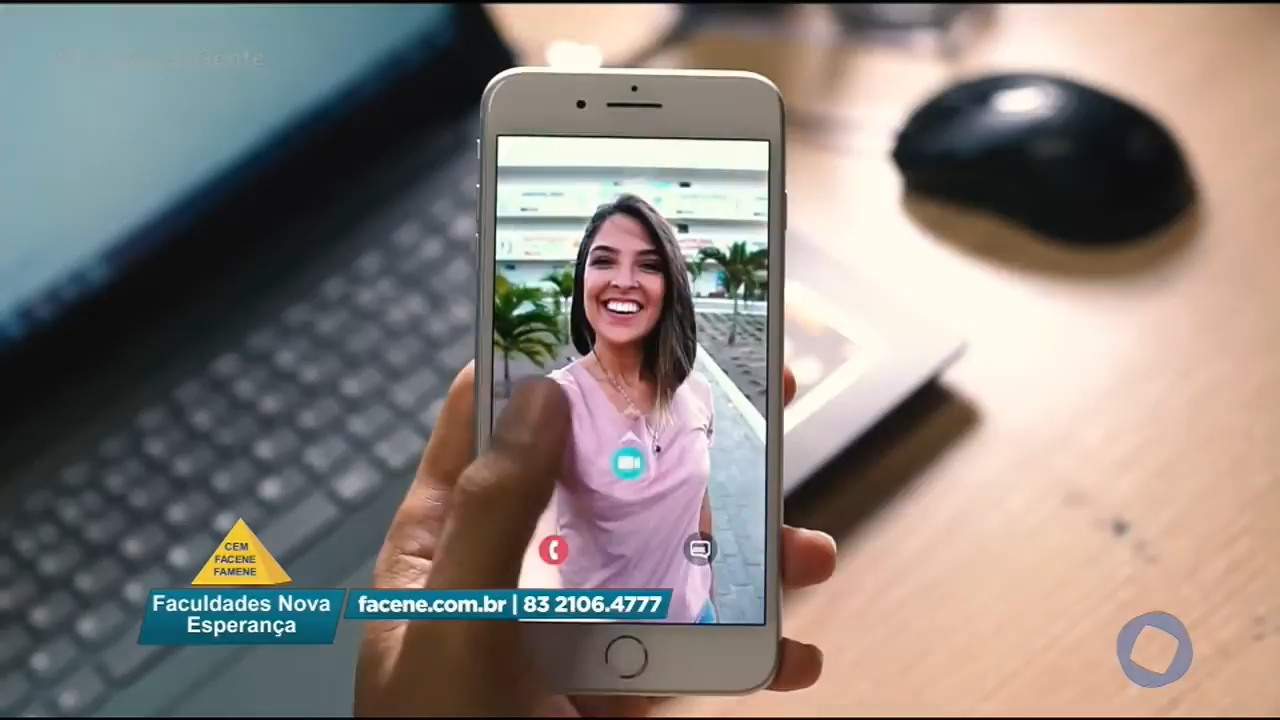 CEM
FACENE
FAMENE
Faculdades Nova
Esperança
facene.com.br | 83 2106.4777